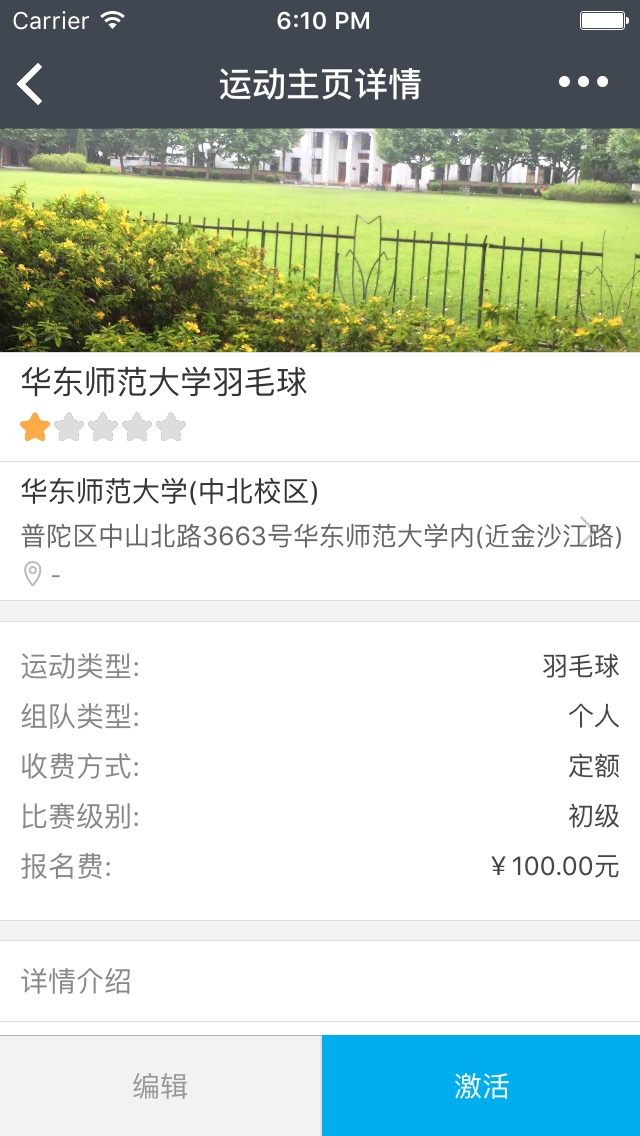 Carrier 6:10 PM
运动主页详情
华东师范大学羽毛球
华东师范大学(中北校区)
普陀区中山北路3663号华东师范大学内(近金沙江路)
-
运动类型: 羽毛球
组队类型: 个人
收费方式: 定额
比赛级别: 初级
报名费: ￥100.00元
详情介绍
编辑 激活